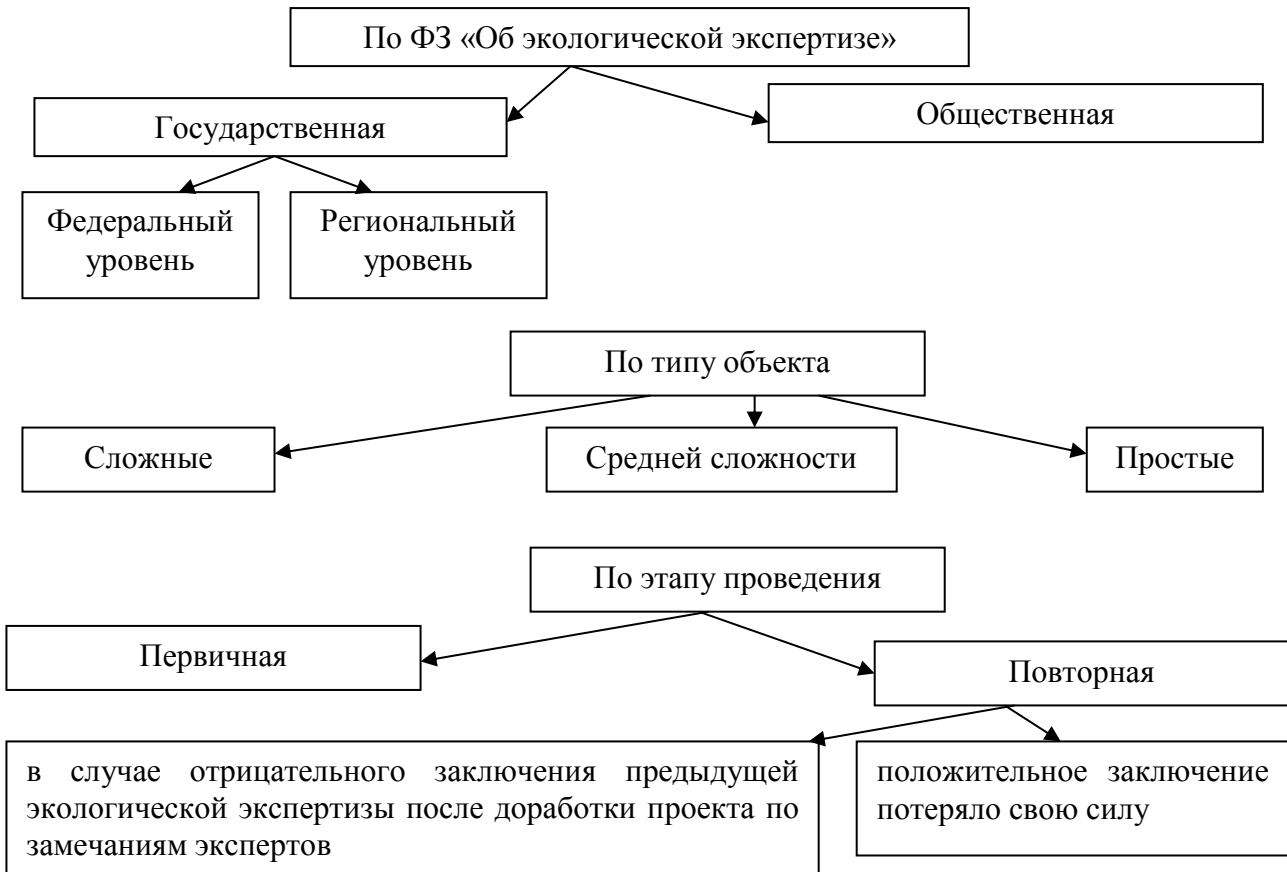 По ФЗ «Об экологической экспертизе»
Государственная
Общественная
Федеральный
уровень
Региональный
уровень
По типу объекта
Сложные
Средней сложности
Простые
По этапу проведения
Первичная
Повторная
в случае отрицательного заключения предыдущей
экологической экспертизы после доработки проекта по
замечаниям экспертов
положительное заключение
потеряло свою силу